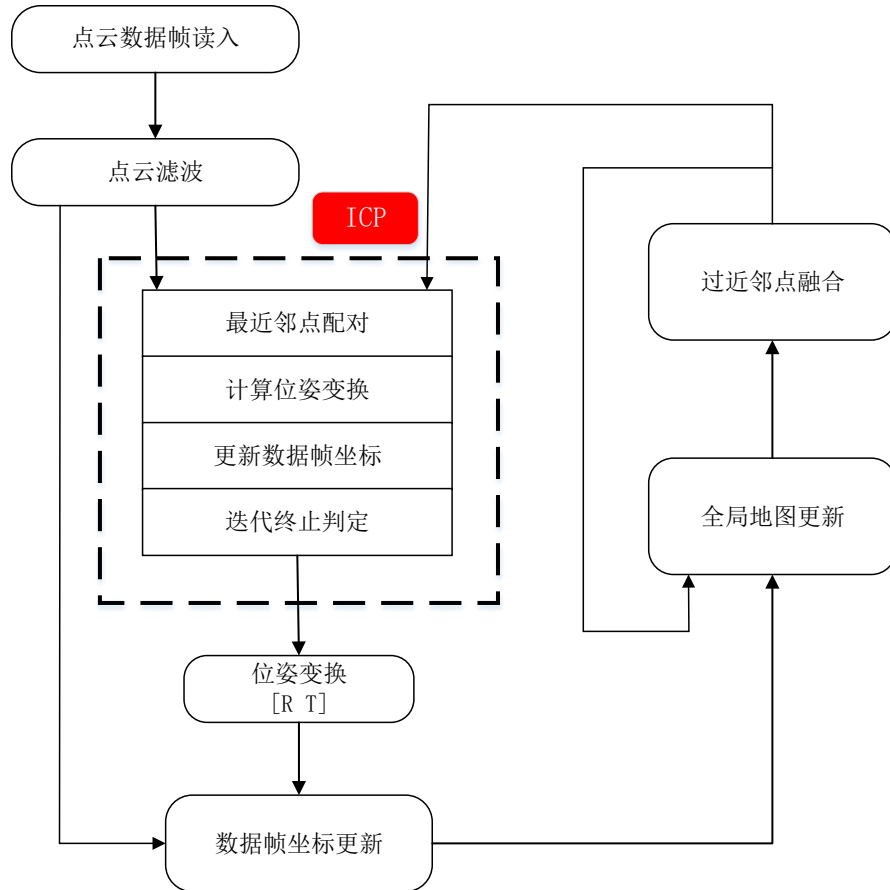 点云数据帧读入
点云滤波
ICP
最近邻点配对
计算位姿变换
更新数据帧坐标
迭代终止判定
位姿变换
[R T]
数据帧坐标更新
过近邻点融合
全局地图更新